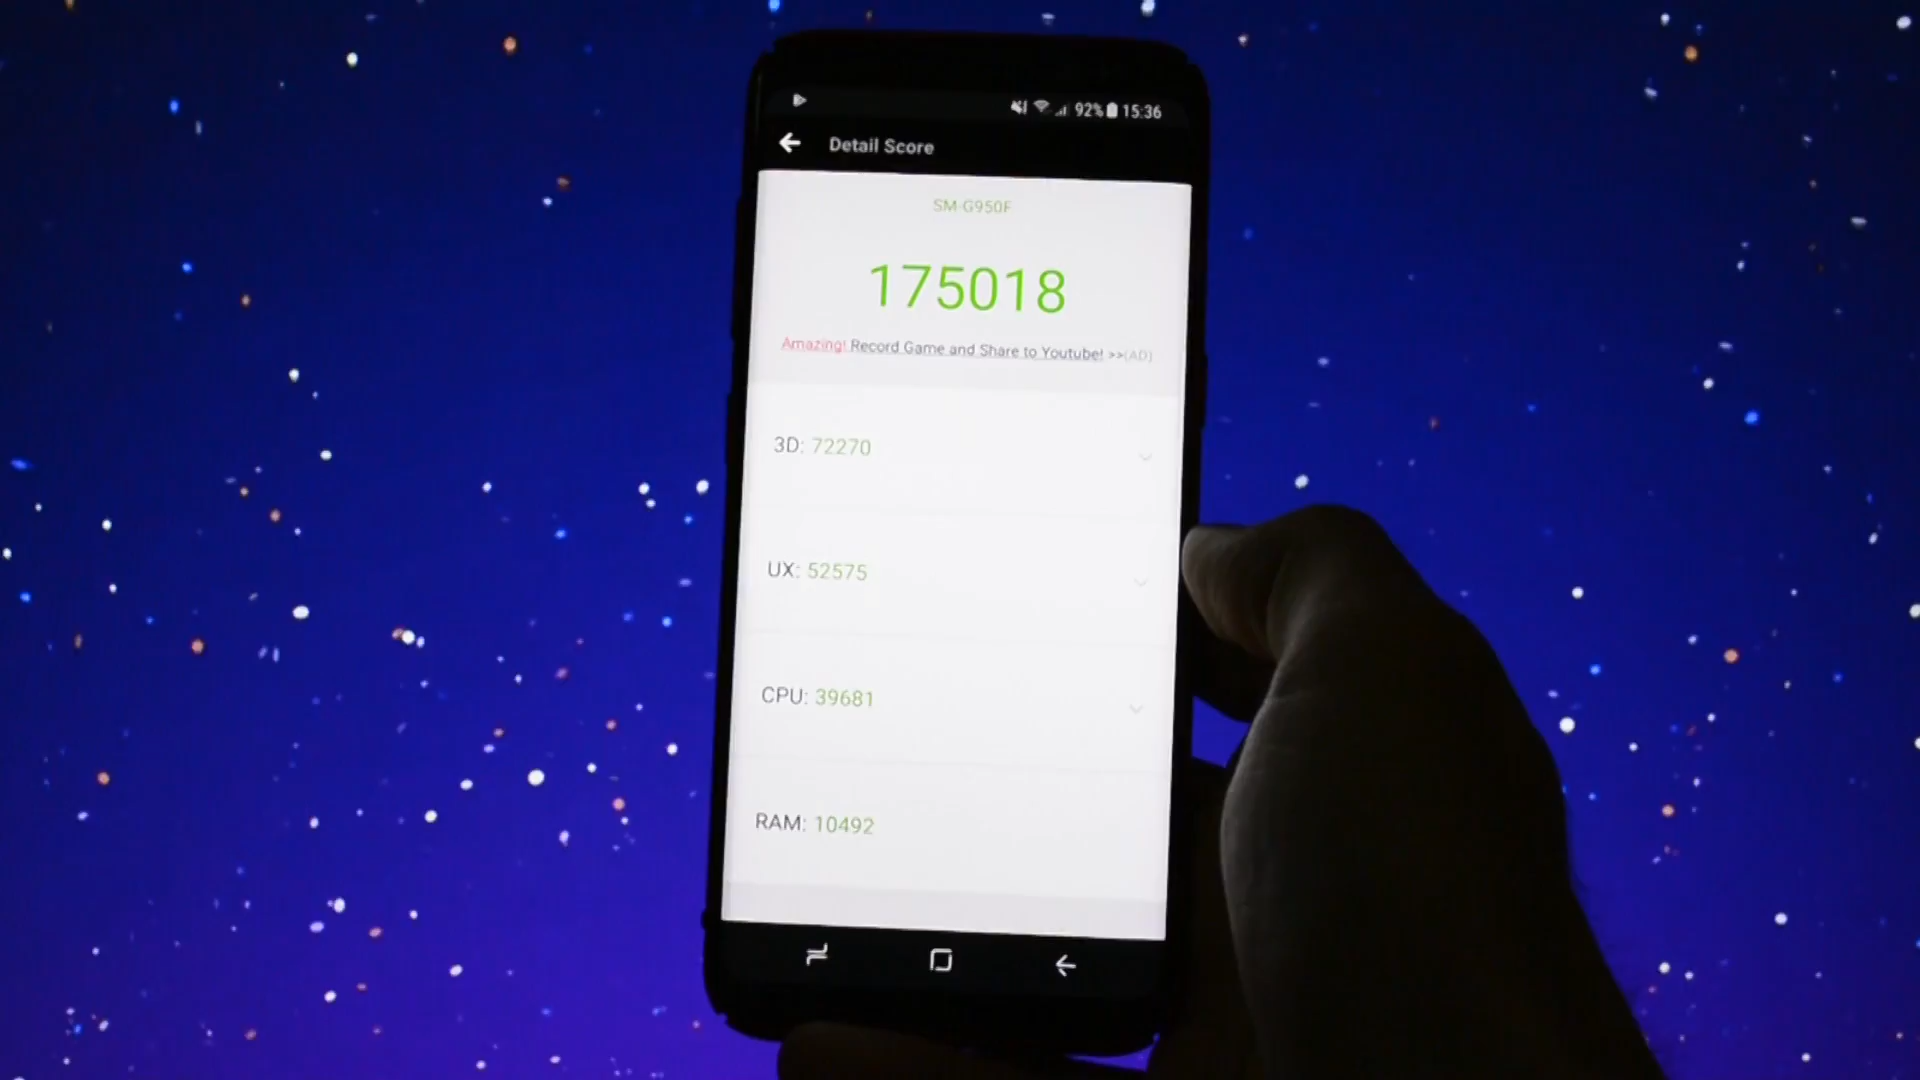 92% 15:36
Detail Score
SM-G950F
175018
Amazing! Record Game and Share to Youtube! >>(AD)
3D: 72270
UX: 52575
CPU: 39681
RAM: 10492